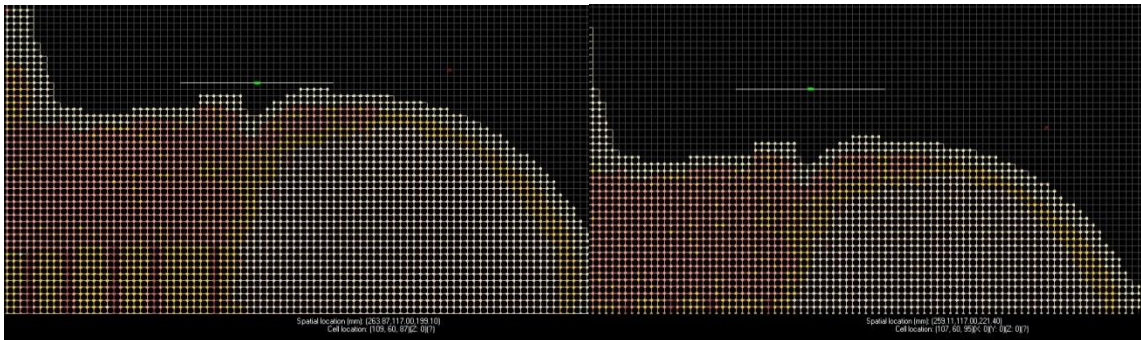 Spatial location (mm): (263.87,117.00,199.10)
Cell location: (109, 60, 87)[Z: 0](?)
Spatial location (mm): (259.11,117.00,221.40)
Cell location: (107, 60, 95)[X: 0](Y: 0)[Z: 0](?)